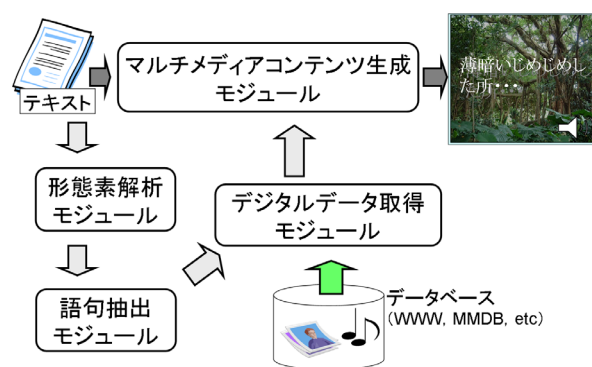 マルチメディアコンテンツ生成
モジュール
テキスト
薄暗いじめじめし
た所・・・
形態素解析
モジュール
デジタルデータ取得
モジュール
語句抽出
モジュール
データベース
(WWW, MMDB, etc)